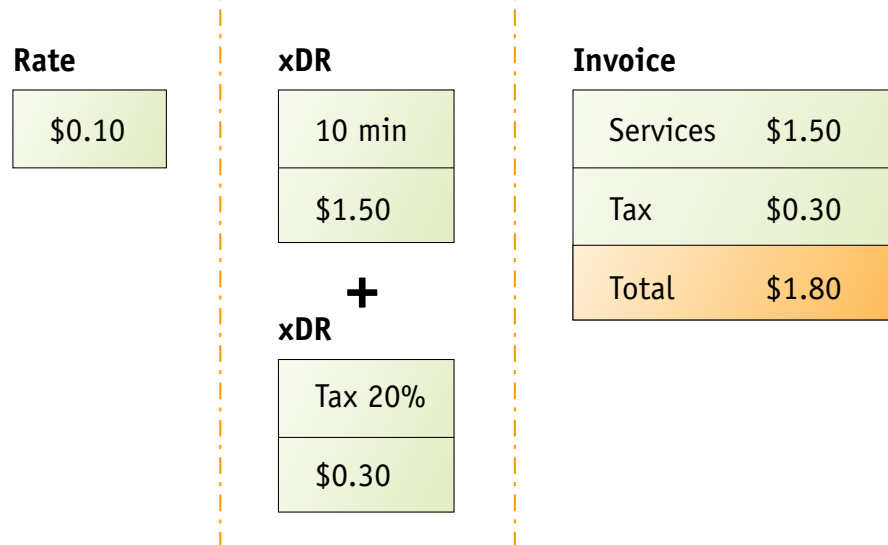 Rate
$0.10
xDR
10 min
$1.50
+
xDR
Tax 20%
$0.30
Invoice
Services $1.50
Tax $0.30
Total $1.80